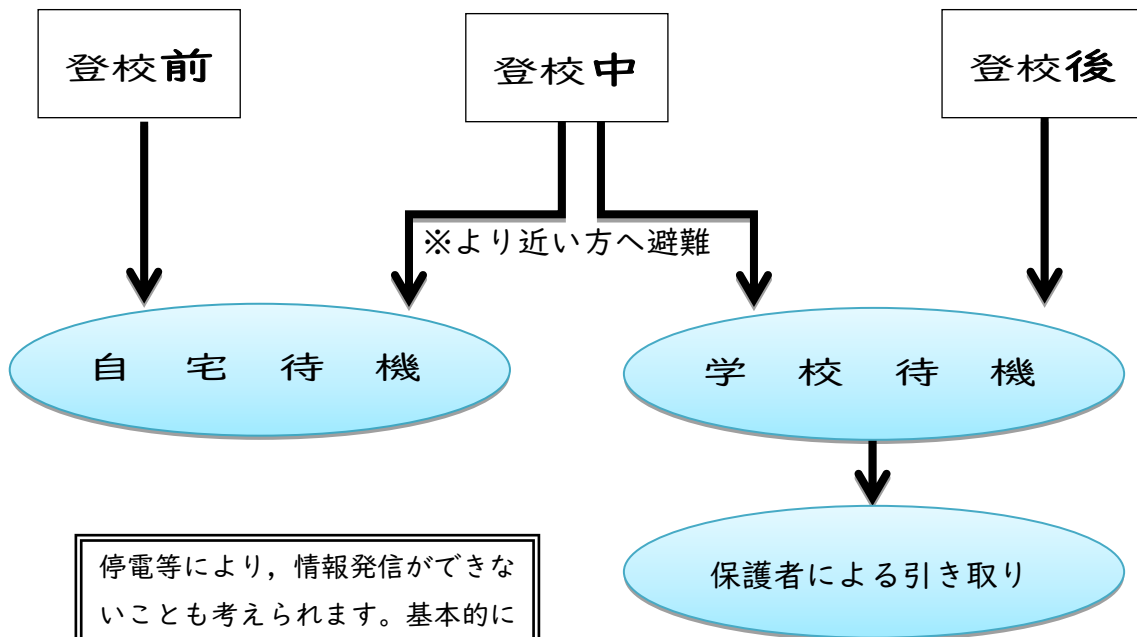 登校前
登校中
登校後
※より近い方へ避難
自宅待機
学校待機
保護者による引き取り
停電等により，情報発信ができな
いことも考えられます。基本的に